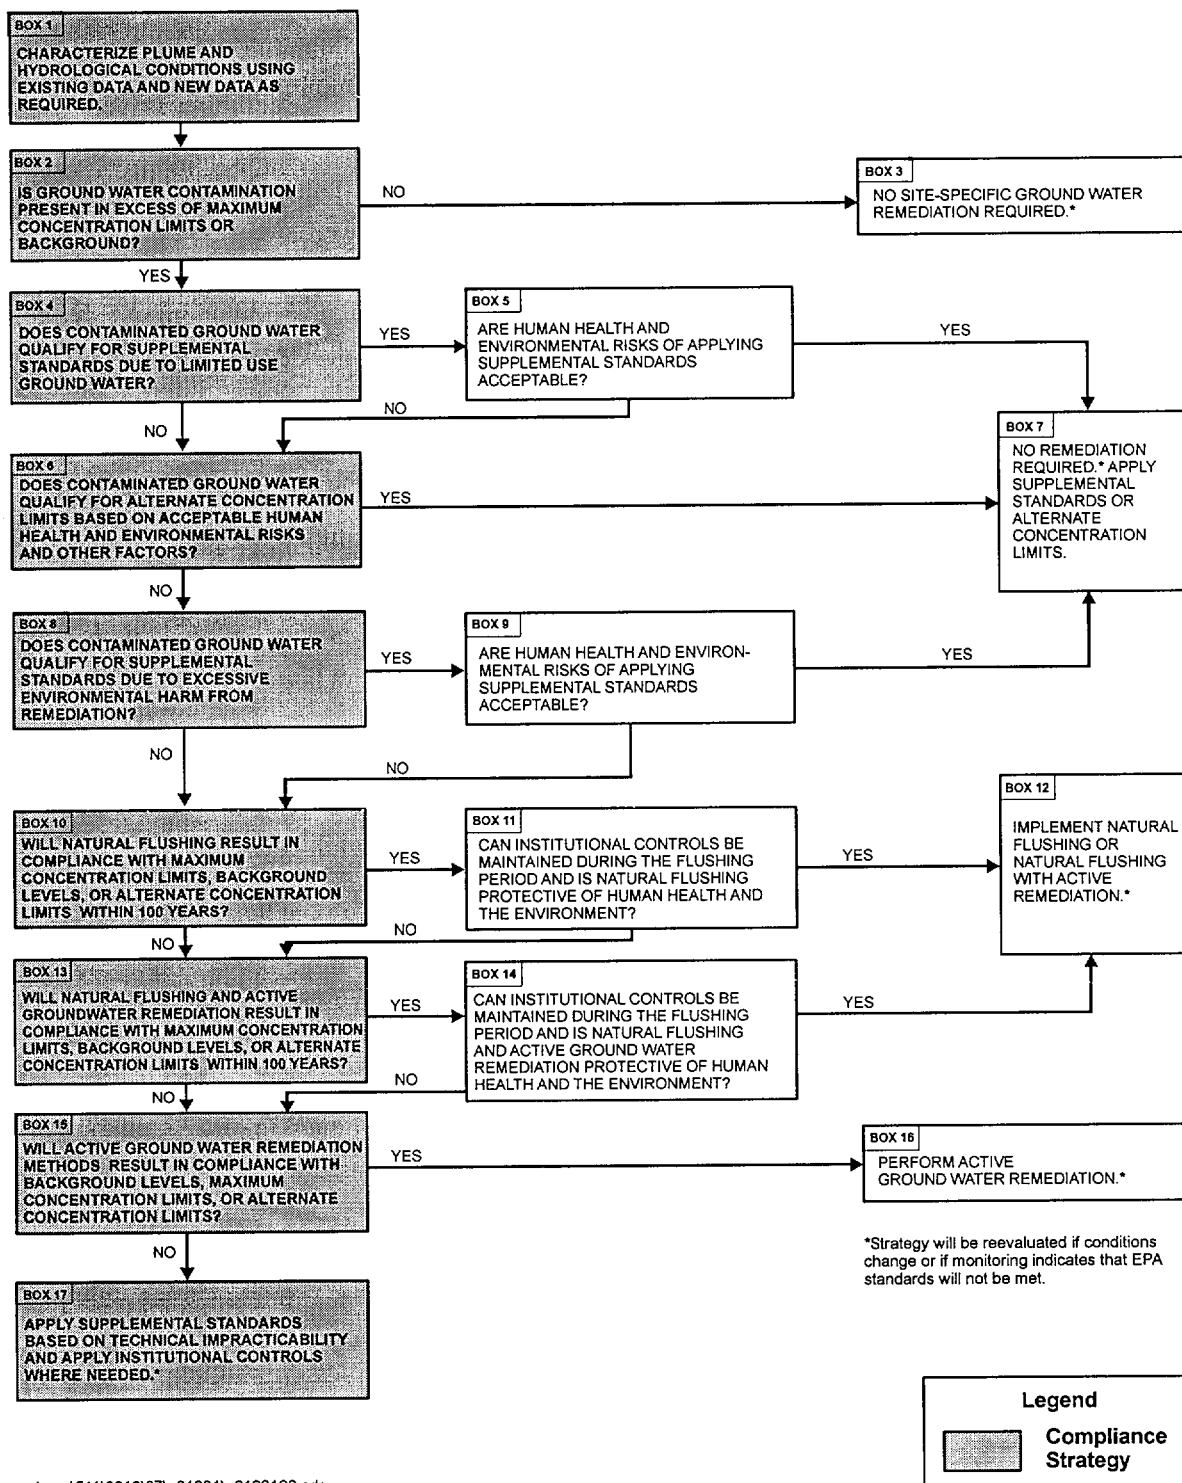 BOX 1
CHARACTERIZE PLUME AND
HYDROLOGICAL CONDITIONS USING
EXISTING DATA AND NEW DATA AS
REQUIRED.
BOX 2
IS GROUND WATER CONTAMINATION
PRESENT IN EXCESS OF MAXIMUM
CONCENTRATION LIMITS OR
BACKGROUND?
NO
BOX 3
NO SITE-SPECIFIC GROUND WATER
REMEDIATION REQUIRED.*
YES
BOX 4
DOES CONTAMINATED GROUND WATER
QUALIFY FOR SUPPLEMENTAL
STANDARDS DUE TO LIMITED USE
GROUND WATER?
YES
BOX 5
ARE HUMAN HEALTH AND
ENVIRONMENTAL RISKS OF APPLYING
SUPPLEMENTAL STANDARDS
ACCEPTABLE?
YES
NO
NO
BOX 6
DOES CONTAMINATED GROUND WATER
QUALIFY FOR ALTERNATE CONCENTRATION
LIMITS BASED ON ACCEPTABLE HUMAN
HEALTH AND ENVIRONMENTAL RISKS
AND OTHER FACTORS?
YES
BOX 7
NO REMEDIATION
REQUIRED.* APPLY
SUPPLEMENTAL
STANDARDS OR
ALTERNATE
CONCENTRATION
LIMITS.
NO
BOX 8
DOES CONTAMINATED GROUND WATER
QUALIFY FOR SUPPLEMENTAL
STANDARDS DUE TO EXCESSIVE
ENVIRONMENTAL HARM FROM
REMEDIATION?
YES
BOX 9
ARE HUMAN HEALTH AND ENVIRON-
MENTAL RISKS OF APPLYING
SUPPLEMENTAL STANDARDS
ACCEPTABLE?
YES
NO
NO
BOX 10
WILL NATURAL FLUSHING RESULT IN
COMPLIANCE WITH MAXIMUM
CONCENTRATION LIMITS, BACKGROUND
LEVELS, OR ALTERNATE CONCENTRATION
LIMITS WITHIN 100 YEARS?
YES
BOX 11
CAN INSTITUTIONAL CONTROLS BE
MAINTAINED DURING THE FLUSHING
PERIOD AND IS NATURAL FLUSHING
PROTECTIVE OF HUMAN HEALTH AND
THE ENVIRONMENT?
YES
BOX 12
IMPLEMENT NATURAL
FLUSHING OR
NATURAL FLUSHING
WITH ACTIVE
REMEDIATION.*
NO
NO
BOX 13
WILL NATURAL FLUSHING AND ACTIVE
GROUNDWATER REMEDIATION RESULT IN
COMPLIANCE WITH MAXIMUM CONCENTRATION
LIMITS, BACKGROUND LEVELS, OR ALTERNATE
CONCENTRATION LIMITS WITHIN 100 YEARS?
YES
BOX 14
CAN INSTITUTIONAL CONTROLS BE
MAINTAINED DURING THE FLUSHING
PERIOD AND IS NATURAL FLUSHING
AND ACTIVE GROUND WATER
REMEDIATION PROTECTIVE OF HUMAN
HEALTH AND THE ENVIRONMENT?
YES
NO
NO
BOX 15
WILL ACTIVE GROUND WATER REMEDIATION
METHODS RESULT IN COMPLIANCE WITH
BACKGROUND LEVELS, MAXIMUM
CONCENTRATION LIMITS, OR ALTERNATE
CONCENTRATION LIMITS?
YES
BOX 16
PERFORM ACTIVE
GROUND WATER REMEDIATION.*
NO
*Strategy will be reevaluated if conditions
change or if monitoring indicates that EPA
standards will not be met.
BOX 17
APPLY SUPPLEMENTAL STANDARDS
BASED ON TECHNICAL IMPRACTICABILITY
AND APPLY INSTITUTIONAL CONTROLS
WHERE NEEDED.*
Legend
Compliance
Strategy